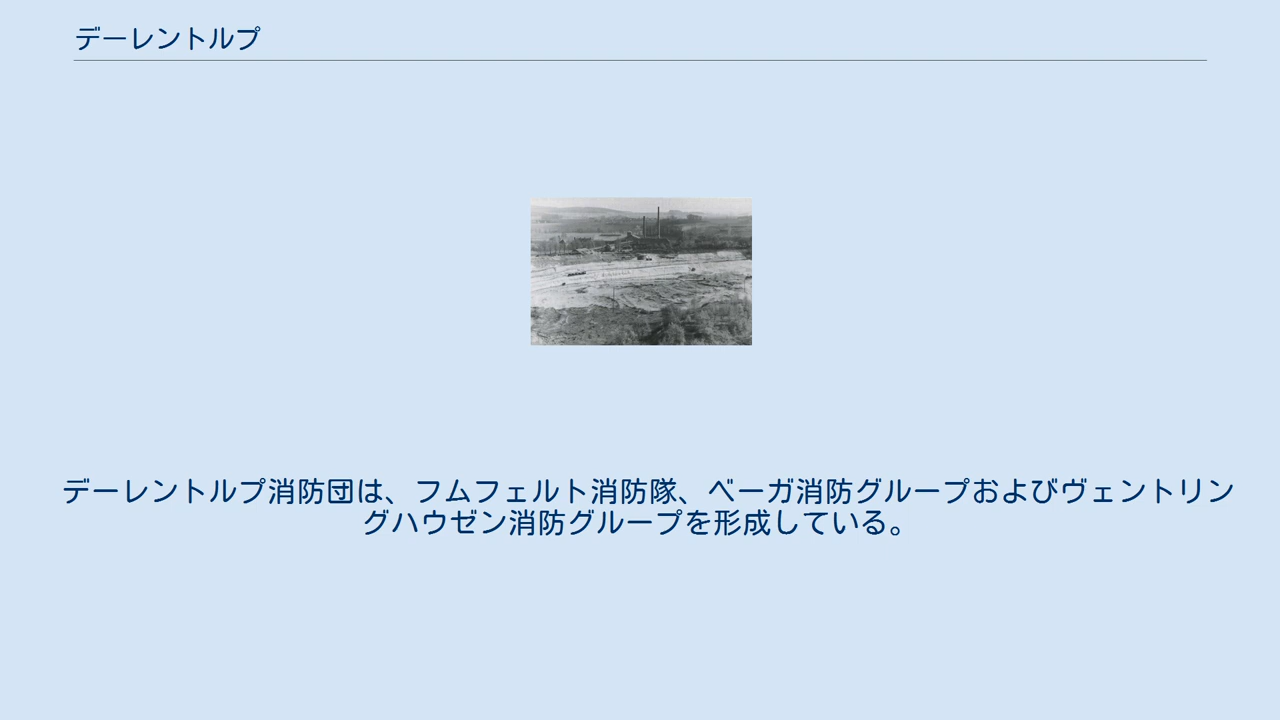 デーレントルプ
デーレントルプ消防団は、フムフェルト消防隊、ベーガ消防グループおよびヴェントリン
グハウゼン消防グループを形成している。